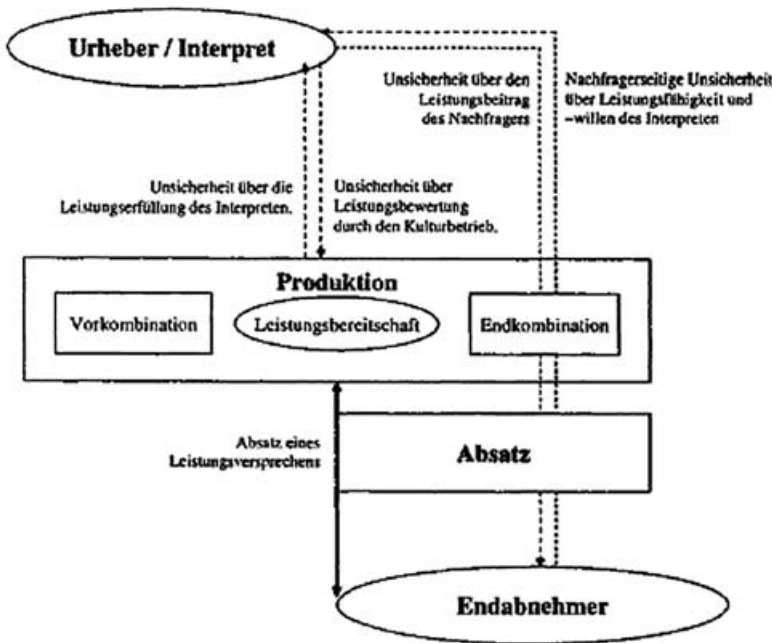 Urheber / Interpret
Unsicherheit über den
Leistungsbeitrag
des Nachfragers
Nachfragerseitige Unsicherheit
über Leistungsfähigkeit und
–willen des Interpreten
Unsicherheit über die
Leistungserfüllung des Interpreten.
Unsicherheit über
Leistungsbewertung
durch den Kulturbetrieb.
Produktion
Vorkombination
Leistungsbereitschaft
Endkombination
Absatz eines
Leistungsversprechens
Absatz
Endabnehmer